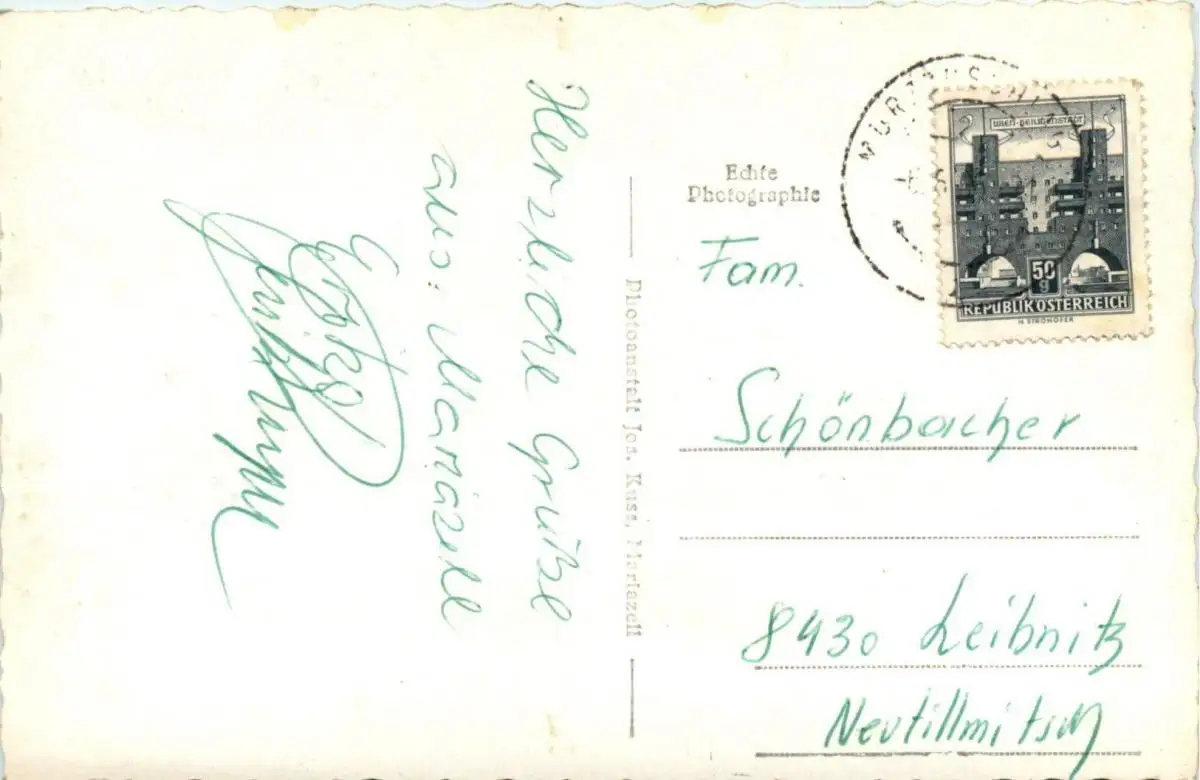 Herzliche Grüße
aus: Mariazell
Echte
Photographie
WIEN-HEILIGENSTADT
50
g
REPUBLIK ÖSTERREICH
H. STROHOFER
Photoanstalt Jos. Kuss, Mariazell
Fam.
Schönbacher
8430 Leibnitz
Neutillmitsch